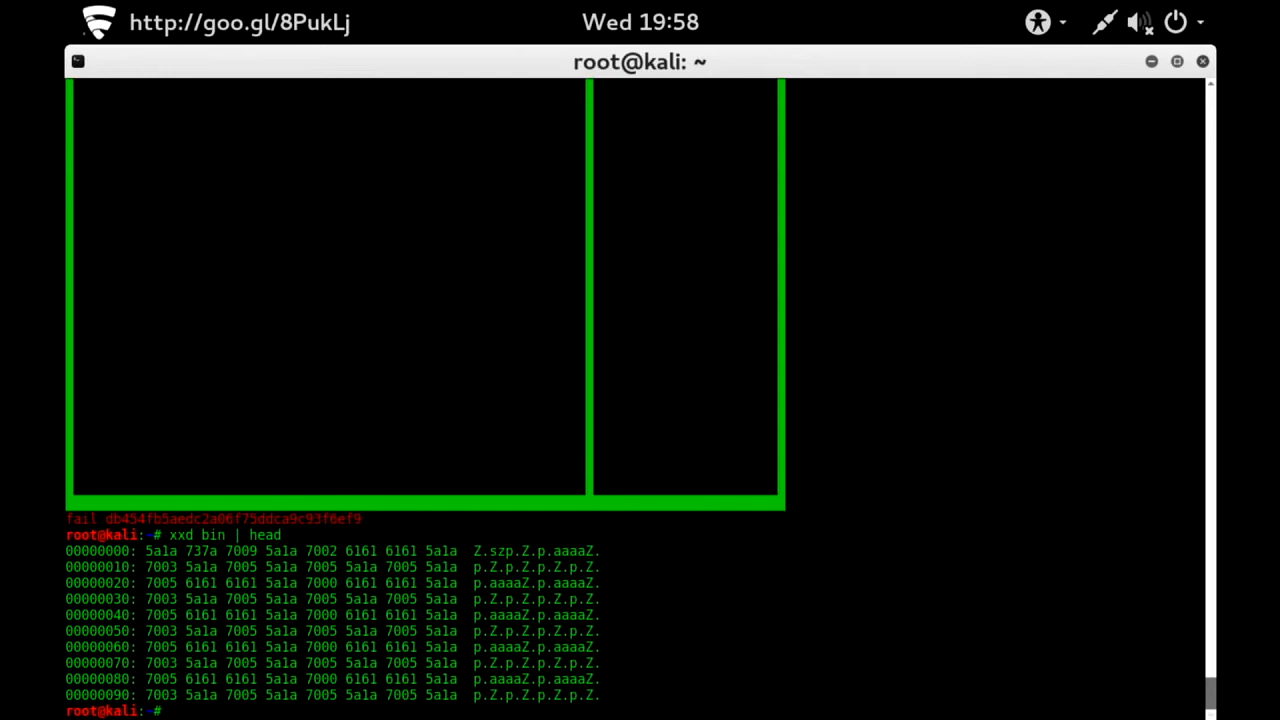 http://goo.gl/8PukLj
Wed 19:58
root@kali: ~
fail db454fb5aedc2a06f75ddca9c93f6ef9
root@kali:~# xxd bin | head
00000000: 5a1a 737a 7009 5a1a 7002 6161 6161 5a1a  Z.szp.Z.p.aaaaZ.
00000010: 7003 5a1a 7005 5a1a 7005 5a1a 7005 5a1a  p.Z.p.Z.p.Z.p.Z.
00000020: 7005 6161 6161 5a1a 7000 6161 6161 5a1a  p.aaaaZ.p.aaaaZ.
00000030: 7003 5a1a 7005 5a1a 7005 5a1a 7005 5a1a  p.Z.p.Z.p.Z.p.Z.
00000040: 7005 6161 6161 5a1a 7000 6161 6161 5a1a  p.aaaaZ.p.aaaaZ.
00000050: 7003 5a1a 7005 5a1a 7005 5a1a 7005 5a1a  p.Z.p.Z.p.Z.p.Z.
00000060: 7005 6161 6161 5a1a 7000 6161 6161 5a1a  p.aaaaZ.p.aaaaZ.
00000070: 7003 5a1a 7005 5a1a 7005 5a1a 7005 5a1a  p.Z.p.Z.p.Z.p.Z.
00000080: 7005 6161 6161 5a1a 7000 6161 6161 5a1a  p.aaaaZ.p.aaaaZ.
00000090: 7003 5a1a 7005 5a1a 7005 5a1a 7005 5a1a  p.Z.p.Z.p.Z.p.Z.
root@kali:~#